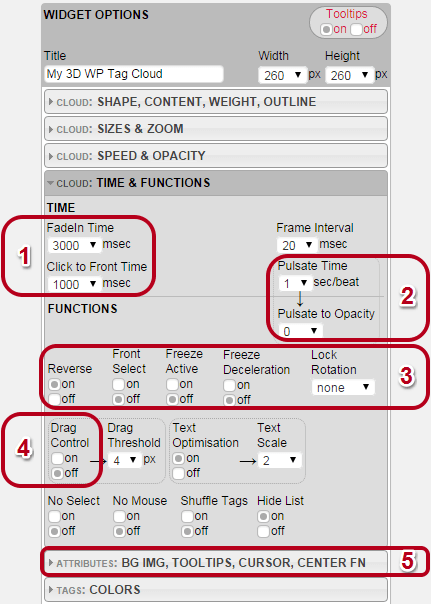 WIDGET OPTIONS
Tooltips
on off
Title
Width
Height
My 3D WP Tag Cloud
260 px
260 px
CLOUD: SHAPE, CONTENT, WEIGHT, OUTLINE
CLOUD: SIZES & ZOOM
CLOUD: SPEED & OPACITY
CLOUD: TIME & FUNCTIONS
TIME
1
FadeIn Time
3000 msec
Click to Front Time
1000 msec
Frame Interval
20 msec
2
Pulsate Time
1 sec/beat
↓
Pulsate to Opacity
0
FUNCTIONS
3
Reverse
on
off
Front
Select
on
off
Freeze
Active
on
off
Freeze
Deceleration
on
off
Lock
Rotation
none
4
Drag
Control
on
off
→
Drag
Threshold
4 px
Text
Optimisation
on
off
→
Text
Scale
2
No Select
on
off
No Mouse
on
off
Shuffle Tags
on
off
Hide List
on
off
ATTRIBUTES: BG IMG, TOOLTIPS, CURSOR, CENTER FN
5
TAGS: COLORS